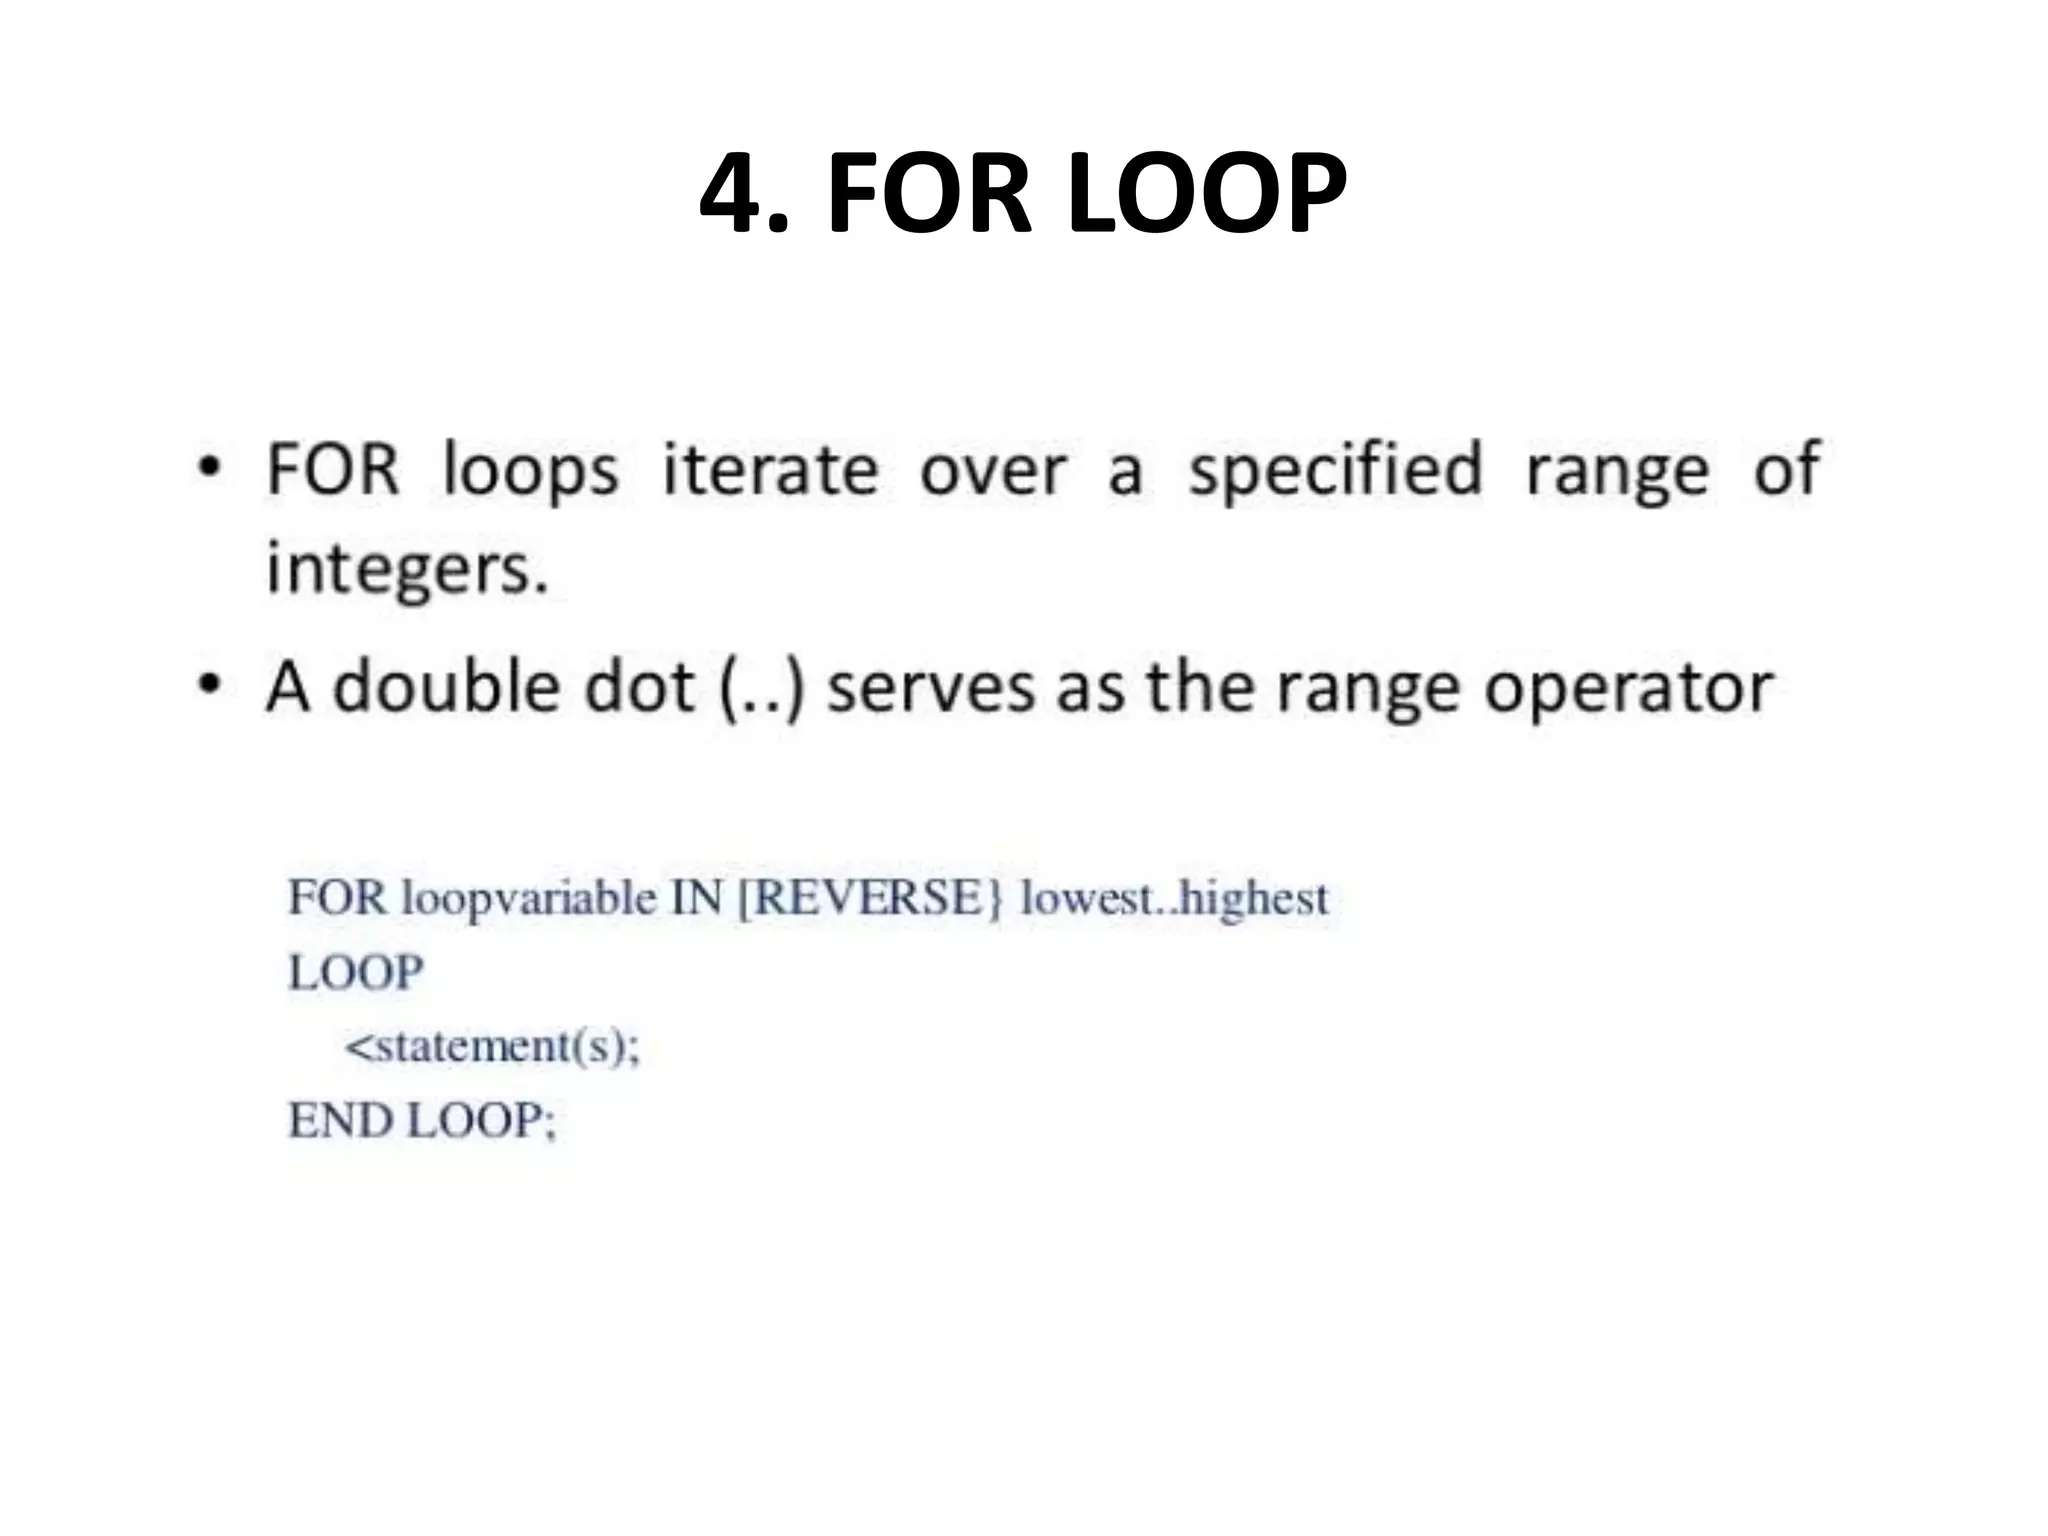 4. FOR LOOP
• FOR loops iterate over a specified range of
integers.
• A double dot (..) serves as the range operator
FOR loopvariable IN [REVERSE} lowest..highest
LOOP
<statement(s);
END LOOP;